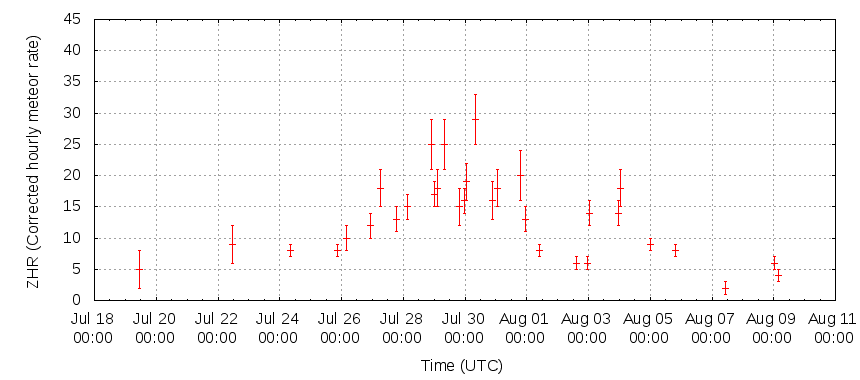 ZHR (Corrected hourly meteor rate)
45
40
35
30
25
20
15
10
5
0
Jul 18 Jul 20 Jul 22 Jul 24 Jul 26 Jul 28 Jul 30 Aug 01 Aug 03 Aug 05 Aug 07 Aug 09 Aug 11
00:00 00:00 00:00 00:00 00:00 00:00 00:00 00:00 00:00 00:00 00:00 00:00 00:00
Time (UTC)